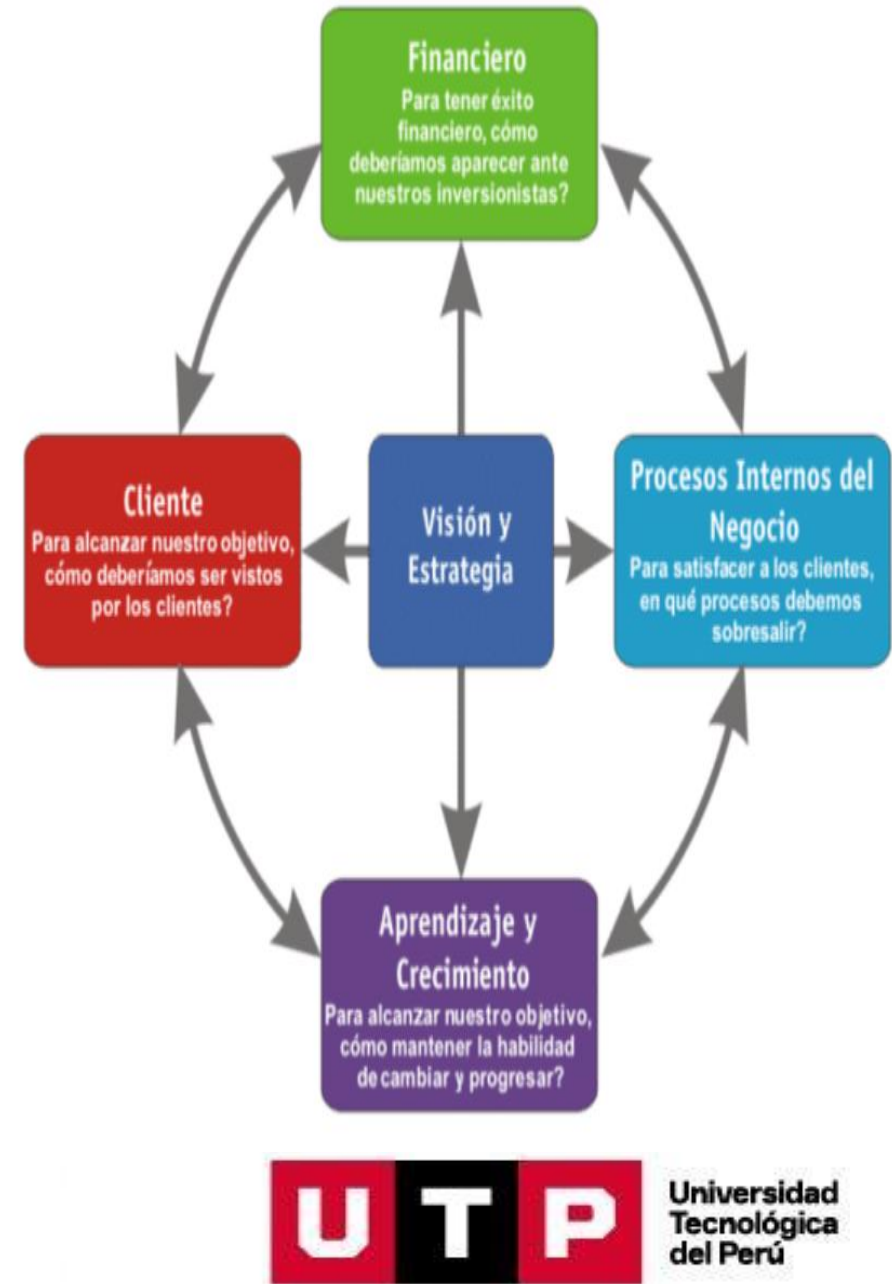 Financiero
Para tener éxito
financiero, cómo
deberíamos aparecer ante
nuestros inversionistas?
Cliente
Para alcanzar nuestro objetivo,
cómo deberíamos ser vistos
por los clientes?
Visión y
Estrategia
Procesos Internos del
Negocio
Para satisfacer a los clientes,
en qué procesos debemos
sobresalir?
Aprendizaje y
Crecimiento
Para alcanzar nuestro objetivo,
cómo mantener la habilidad
de cambiar y progresar?
UTP
Universidad
Tecnológica
del Perú